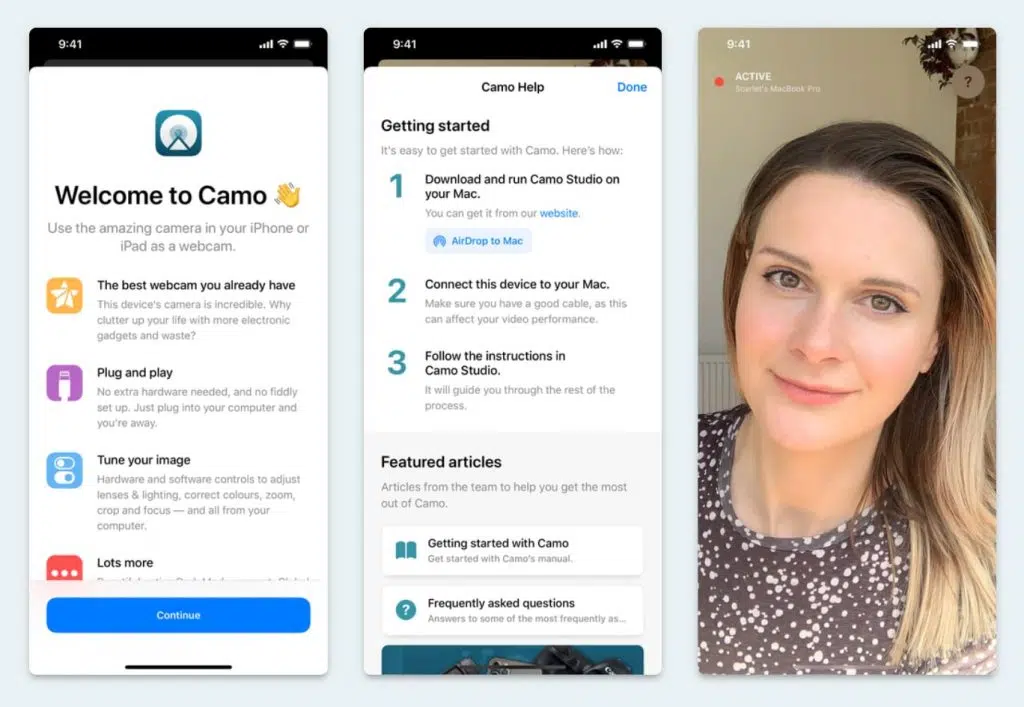 9:41
Welcome to Camo 👋
Use the amazing camera in your iPhone or
iPad as a webcam.
The best webcam you already have
This device's camera is incredible. Why
clutter up your life with more electronic
gadgets and waste?
Plug and play
No extra hardware needed, and no fiddly
set up. Just plug into your computer and
you're away.
Tune your image
Hardware and software controls to adjust
lenses & lighting, correct colours, zoom,
crop and focus — and all from your
computer.
Lots more
Continue
9:41
Camo Help
Done
Getting started
It's easy to get started with Camo. Here's how:
1
Download and run Camo Studio on
your Mac.
You can get it from our website.
AirDrop to Mac
2
Connect this device to your Mac.
Make sure you have a good cable, as this
can affect your video performance.
3
Follow the instructions in
Camo Studio.
It will guide you through the rest of the
process.
Featured articles
Articles from the team to help you get the most
out of Camo.
Getting started with Camo
Get started with Camo's manual.
?
Frequently asked questions
Answers to some of the most frequently as...
9:41
ACTIVE
Scarlet's MacBook Pro
?